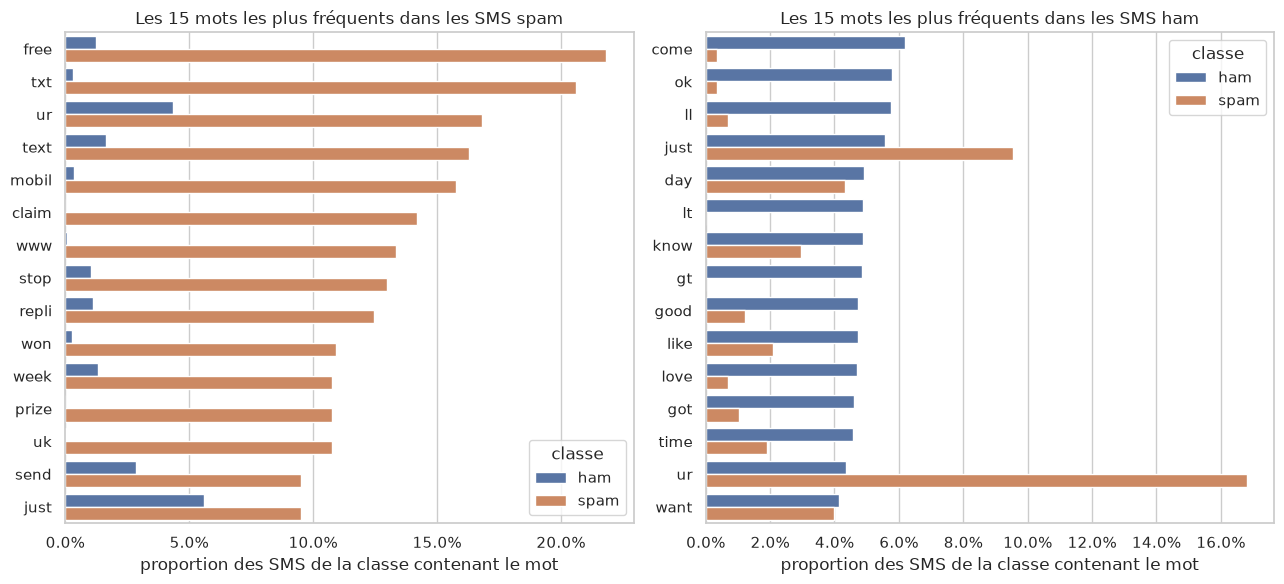 Les 15 mots les plus fréquents dans les SMS spam
free
txt
ur
text
mobil
claim
www
stop
repli
won
week
prize
uk
send
just
0.0% 5.0% 10.0% 15.0% 20.0%
proportion des SMS de la classe contenant le mot
classe
ham
spam
Les 15 mots les plus fréquents dans les SMS ham
come
ok
ll
just
day
lt
know
gt
good
like
love
got
time
ur
want
0.0% 2.0% 4.0% 6.0% 8.0% 10.0% 12.0% 14.0% 16.0%
proportion des SMS de la classe contenant le mot
classe
ham
spam